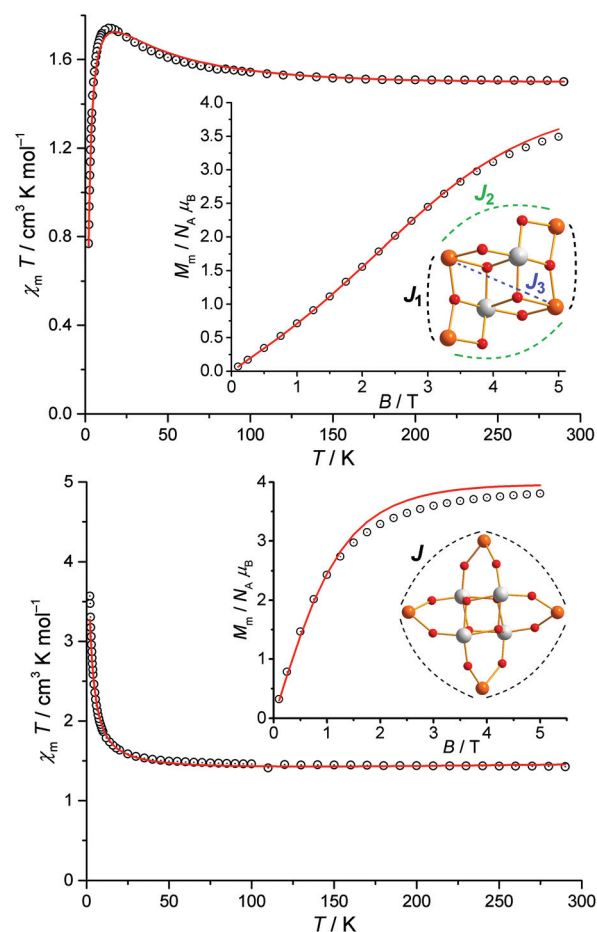 χm T / cm³ K mol⁻¹
1.6
1.2
0.8
0.4
0.0
0 50 100 150 200 250 300
T / K
Mm / NA μB
4.0
3.5
3.0
2.5
2.0
1.5
1.0
0.5
0.0
0 1 2 3 4 5
B / T
J2
J1
J3
χm T / cm³ K mol⁻¹
5
4
3
2
1
0
0 50 100 150 200 250 300
T / K
Mm / NA μB
4
3
2
1
0
0 1 2 3 4 5
B / T
J